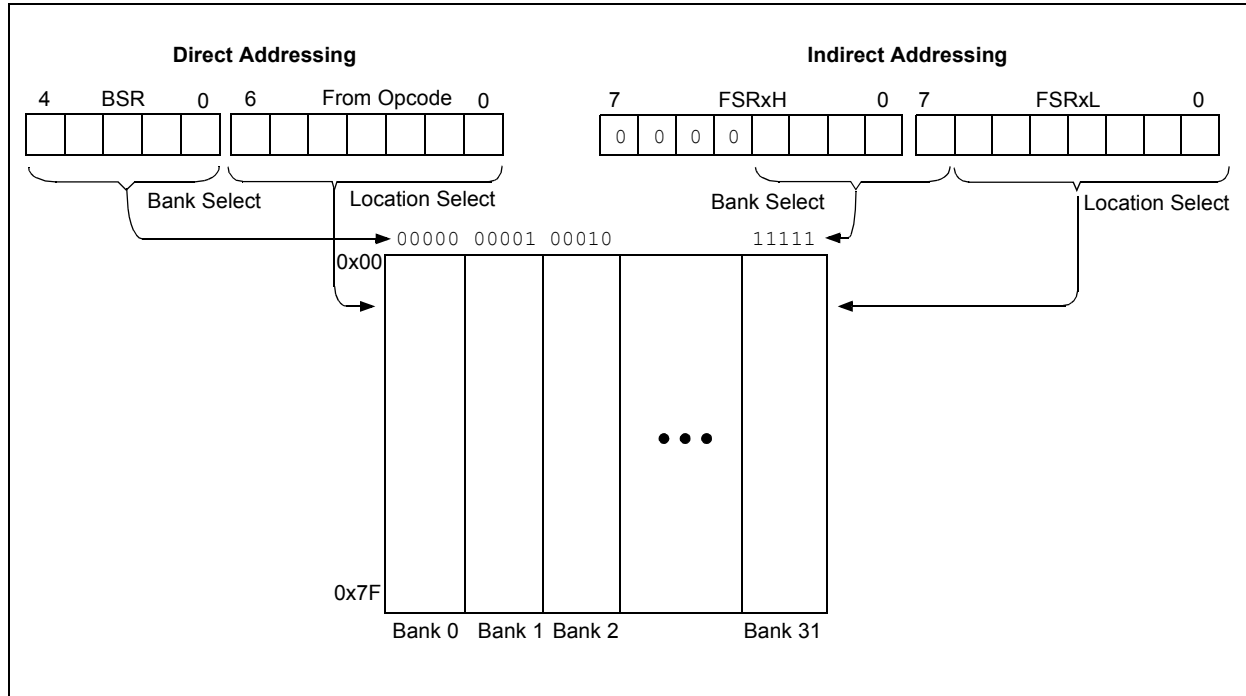 Direct Addressing
Indirect Addressing
4 BSR 0 6 From Opcode 0
7 FSRxH 0 7 FSRxL 0
0 0 0 0
Bank Select
Location Select
Bank Select
Location Select
00000 00001 00010 11111
0x00
0x7F
Bank 0 Bank 1 Bank 2 Bank 31